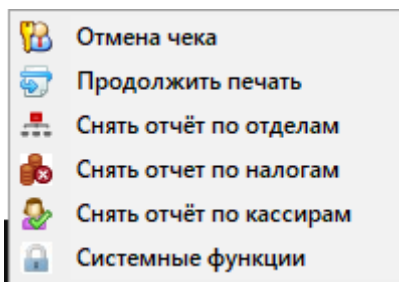 Отмена чека
Продолжить печать
Снять отчёт по отделам
Снять отчет по налогам
Снять отчёт по кассирам
Системные функции